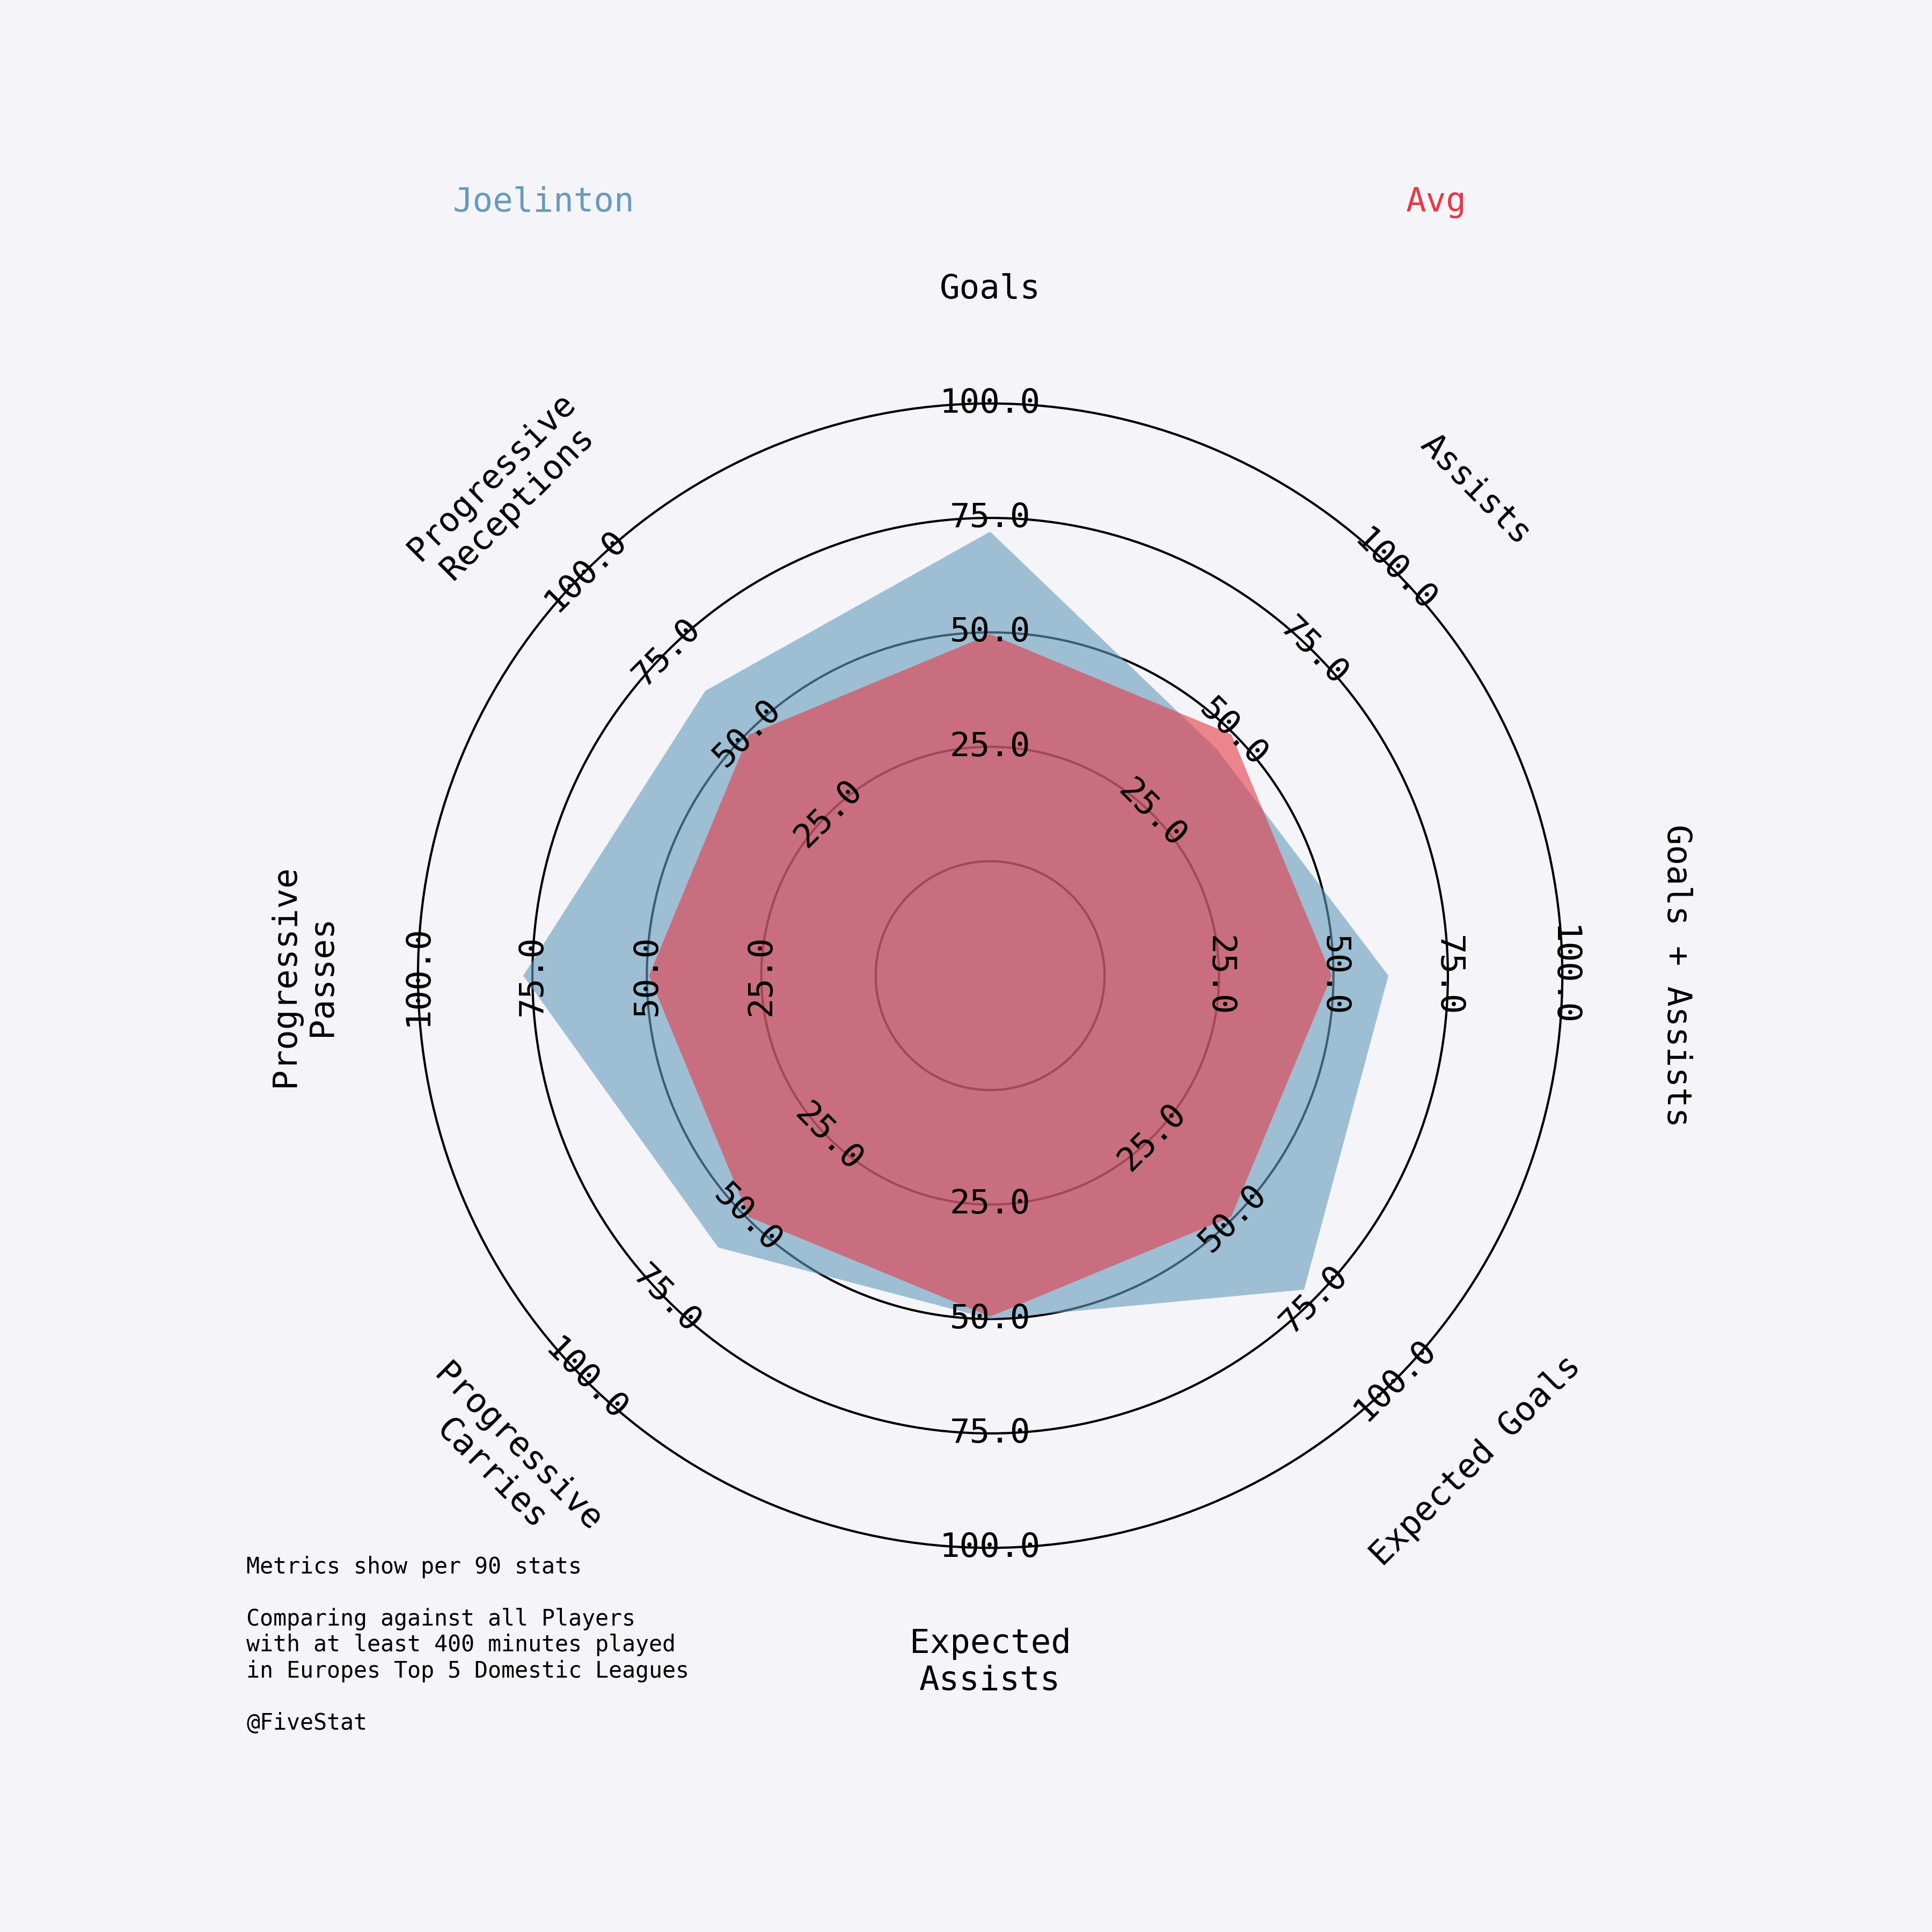 Joelinton
Avg
Goals
Assists
Goals + Assists
Expected Goals
Expected
Assists
Progressive
Carries
Progressive
Passes
Progressive
Receptions
100.0
75.0
50.0
25.0
100.0
75.0
50.0
25.0
100.0
75.0
50.0
25.0
100.0
75.0
50.0
25.0
100.0
75.0
50.0
25.0
100.0
75.0
50.0
25.0
100.0
75.0
50.0
25.0
100.0
75.0
50.0
25.0
Metrics show per 90 stats
Comparing against all Players
with at least 400 minutes played
in Europes Top 5 Domestic Leagues
@FiveStat